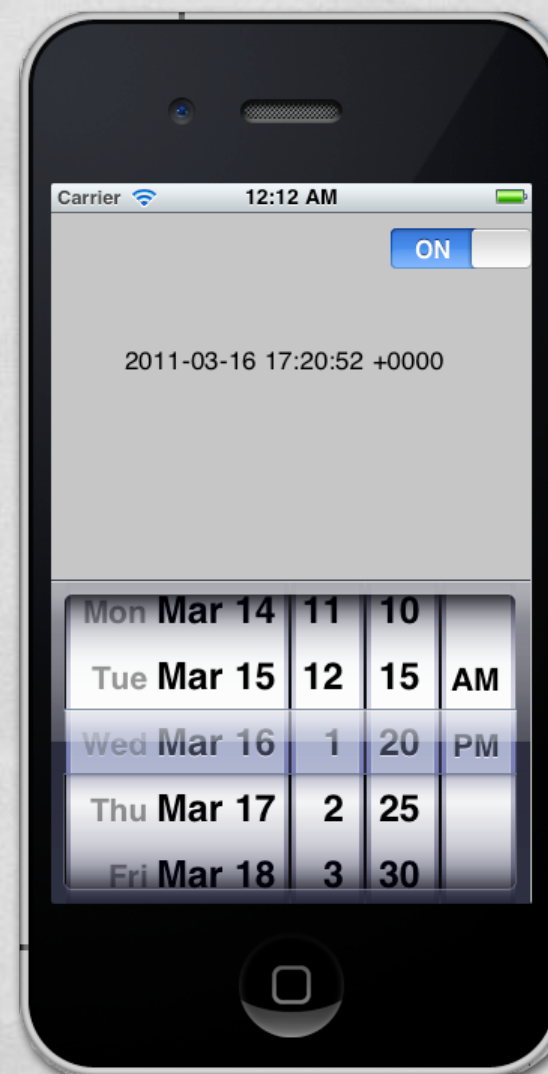 Carrier 12:12 AM
ON
2011-03-16 17:20:52 +0000
Mon Mar 14 11 10
Tue Mar 15 12 15 AM
Wed Mar 16 1 20 PM
Thu Mar 17 2 25
Fri Mar 18 3 30